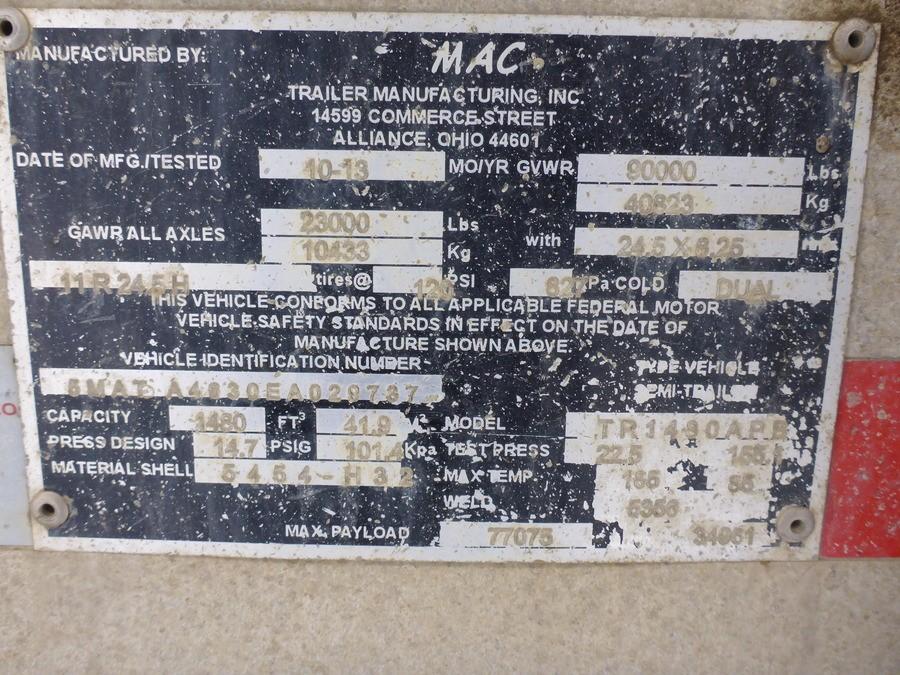 MANUFACTURED BY: MAC
TRAILER MANUFACTURING, INC.
14599 COMMERCE STREET
ALLIANCE, OHIO 44601
DATE OF MFG./TESTED 10-13 MO/YR GVWR 90000 Lbs
40823 Kg
GAWR ALL AXLES 23000 Lbs
10433 Kg with 24.5 X 8.25
11 R 24.5 H tires@ 120 PSI 827 Pa COLD DUAL
THIS VEHICLE CONFORMS TO ALL APPLICABLE FEDERAL MOTOR
VEHICLE SAFETY STANDARDS IN EFFECT ON THE DATE OF
MANUFACTURE SHOWN ABOVE.
VEHICLE IDENTIFICATION NUMBER TYPE VEHICLE
SEMI-TRAILER
CAPACITY 1480 FT³ 41.9 M³ MODEL
PRESS DESIGN 14.7 PSIG 101.4 Kpa TEST PRESS 22.5
MATERIAL SHELL 5454-H32 MAX TEMP
WELD 5356
MAX. PAYLOAD 77075